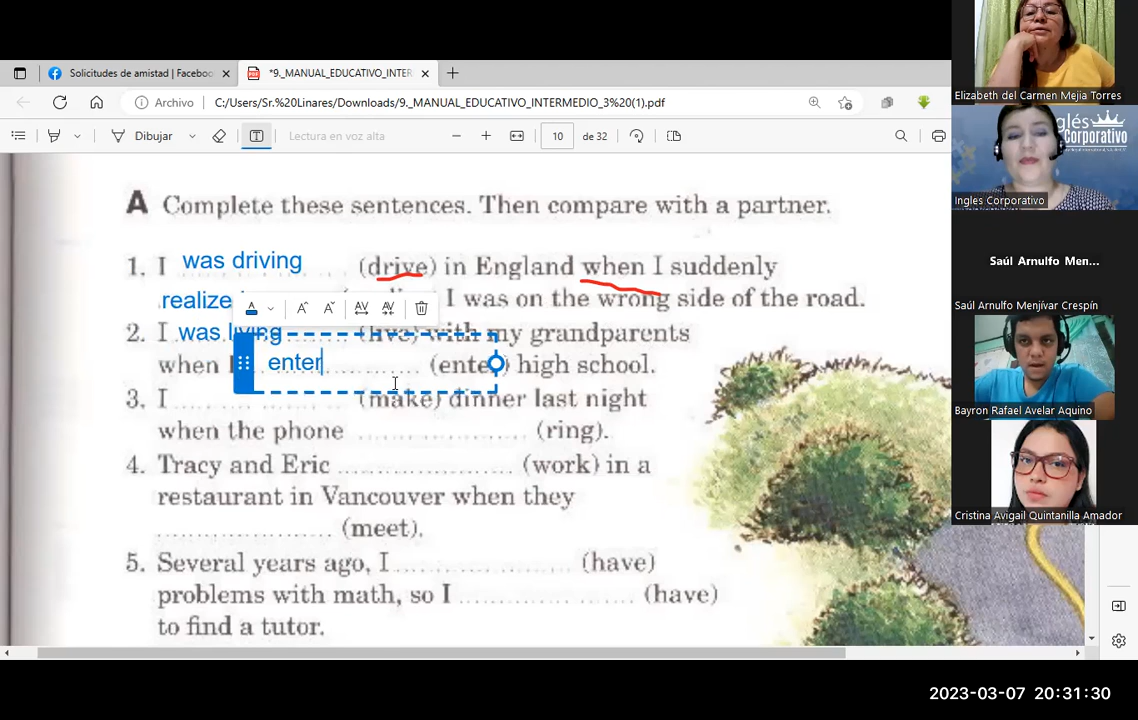 Solicitudes de amistad | Faceboo
*9._MANUAL_EDUCATIVO_INTER
Archivo
C:/Users/Sr.%20Linares/Downloads/9._MANUAL_EDUCATIVO_INTERMEDIO_3%20(1).pdf
Dibujar
Lectura en voz alta
10
de 32
A Complete these sentences. Then compare with a partner.
1. I was driving (drive) in England when I suddenly
realize I was on the wrong side of the road.
2. I was living (live) with my grandparents
when I enter (enter) high school.
3. I (make) dinner last night
when the phone (ring).
4. Tracy and Eric (work) in a
restaurant in Vancouver when they
(meet).
5. Several years ago, I (have)
problems with math, so I (have)
to find a tutor.
Elizabeth del Carmen Mejia Torres
glés
Corporativo
Ingles Corporativo
Saúl Arnulfo Men...
Saúl Arnulfo Menjívar Crespín
Bayron Rafael Avelar Aquino
Cristina Avigail Quintanilla Amador
2023-03-07 20:31:30